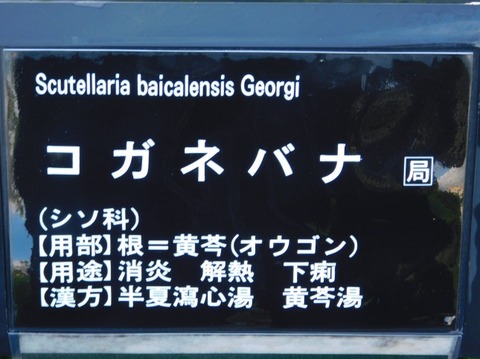 Scutellaria baicalensis Georgi
コガネバナ 局
(シソ科)
【用部】根=黄芩(オウゴン)
【用途】消炎　解熱　下痢
【漢方】半夏瀉心湯　黄芩湯